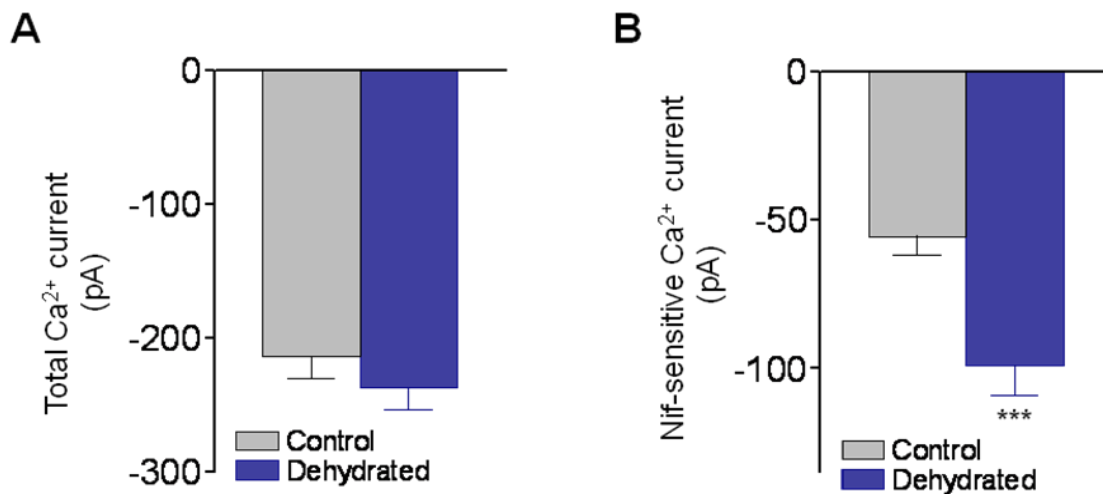 A
Total Ca²⁺ current
(pA)
0
-100
-200
-300
Control
Dehydrated
B
Nif-sensitive Ca²⁺ current
(pA)
0
-50
-100
***
Control
Dehydrated